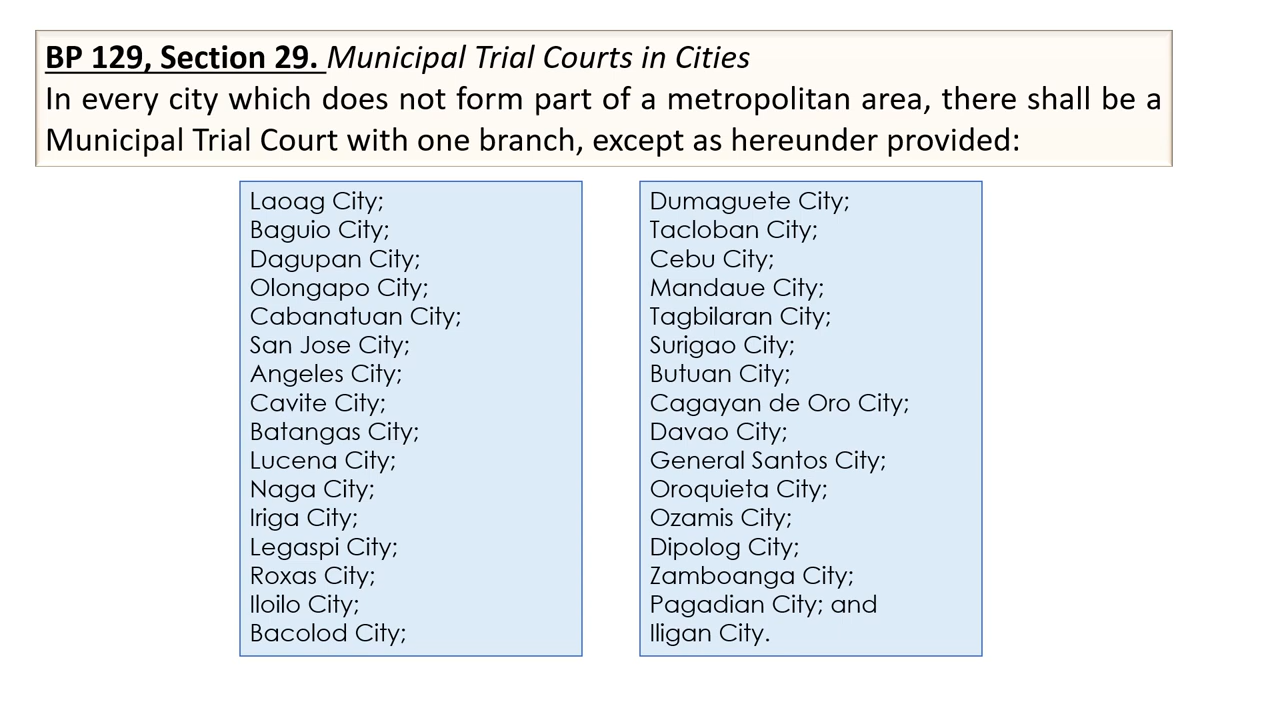 BP 129, Section 29. Municipal Trial Courts in Cities
In every city which does not form part of a metropolitan area, there shall be a
Municipal Trial Court with one branch, except as hereunder provided:
Laoag City;
Baguio City;
Dagupan City;
Olongapo City;
Cabanatuan City;
San Jose City;
Angeles City;
Cavite City;
Batangas City;
Lucena City;
Naga City;
Iriga City;
Legaspi City;
Roxas City;
Iloilo City;
Bacolod City;
Dumaguete City;
Tacloban City;
Cebu City;
Mandaue City;
Tagbilaran City;
Surigao City;
Butuan City;
Cagayan de Oro City;
Davao City;
General Santos City;
Oroquieta City;
Ozamis City;
Dipolog City;
Zamboanga City;
Pagadian City; and
Iligan City.